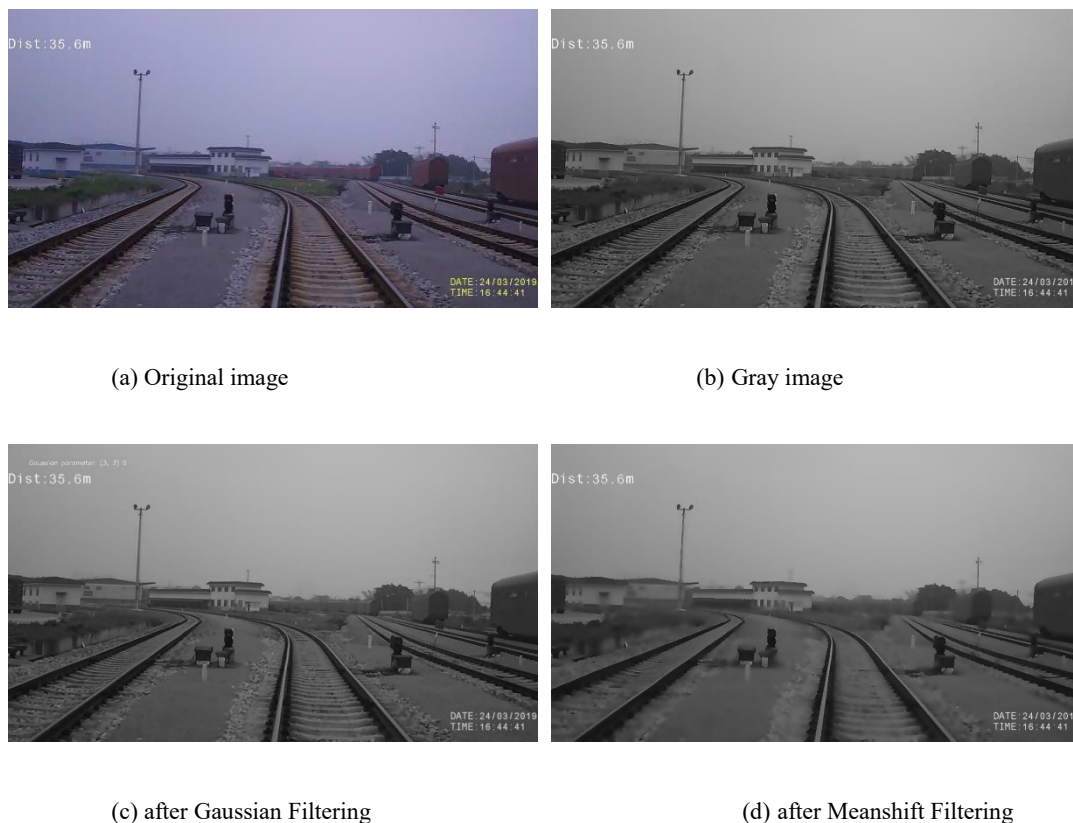 Dist:35.6m
DATE:24/03/2019
TIME:16:44:41
Dist:35.6m
DATE:24/03/201
TIME:16:44:41
(a) Original image
(b) Gray image
Gaussian parameter: (3, 3) 0
Dist:35.6m
DATE:24/03/2019
TIME:16:44:41
Dist:35.6m
DATE:24/03/201
TIME:16:44:41
(c) after Gaussian Filtering
(d) after Meanshift Filtering